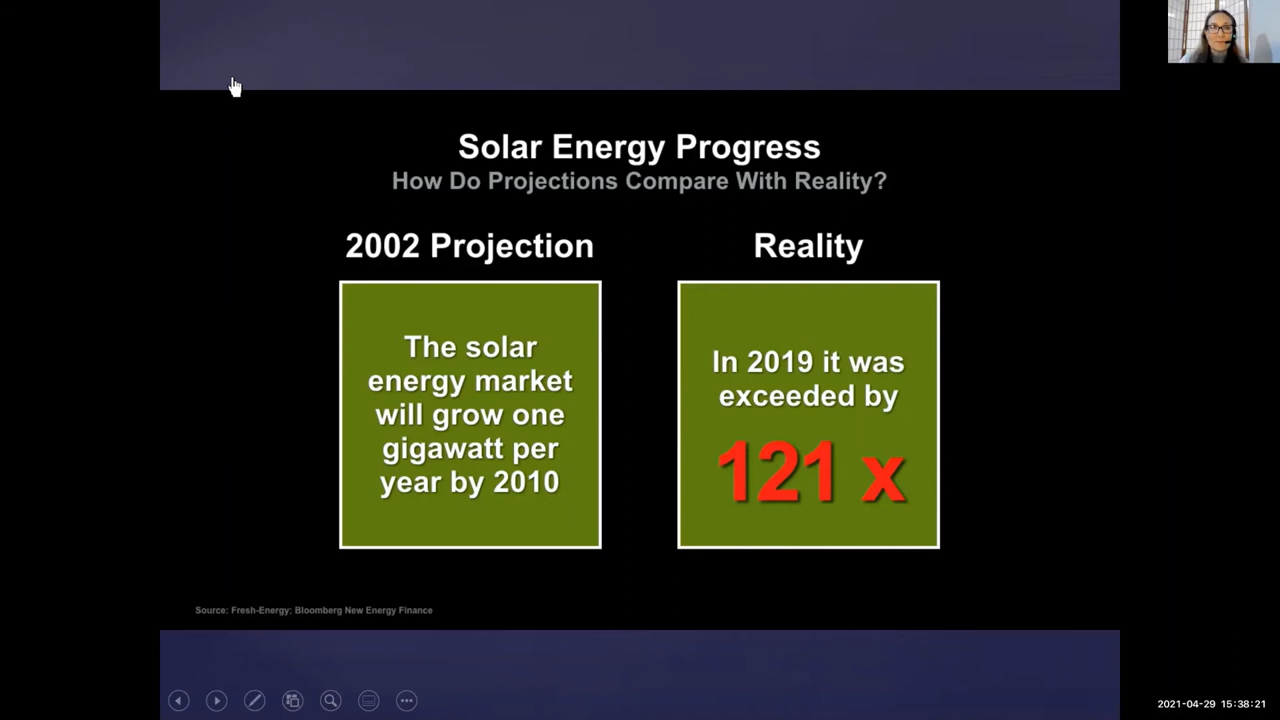 Solar Energy Progress
How Do Projections Compare With Reality?
2002 Projection
The solar
energy market
will grow one
gigawatt per
year by 2010
Reality
In 2019 it was
exceeded by
121 x
Source: Fresh-Energy; Bloomberg New Energy Finance
2021-04-29 15:38:21